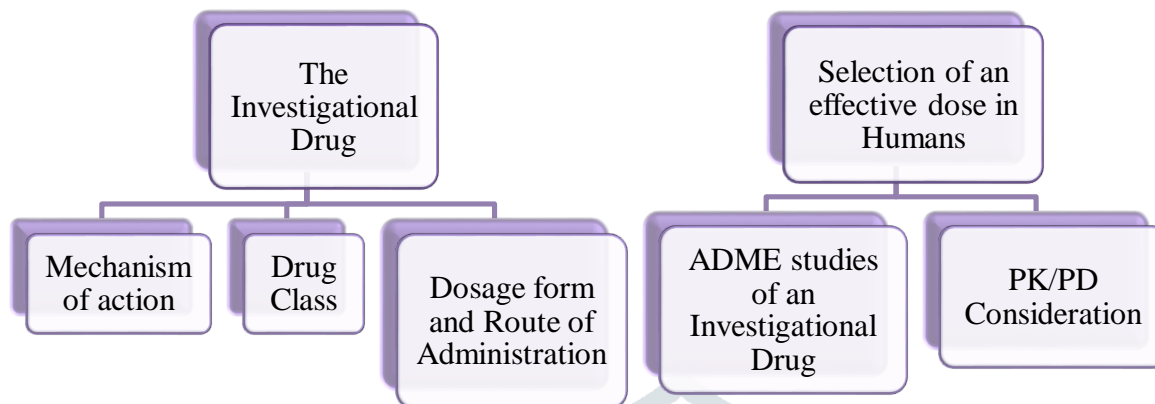 The
Investigational
Drug
Selection of an
effective dose in
Humans
Mechanism
of action
Drug
Class
Dosage form
and Route of
Administration
ADME studies
of an
Investigational
Drug
PK/PD
Consideration